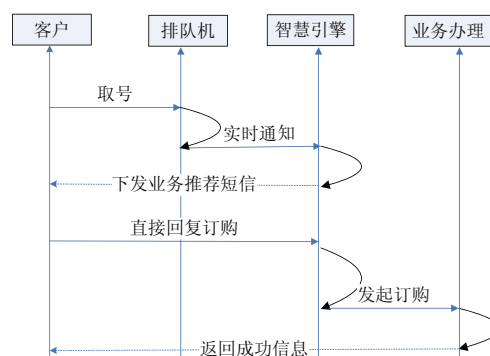 客户
排队机
智慧引擎
业务办理
取号
实时通知
下发业务推荐短信
直接回复订购
发起订购
返回成功信息